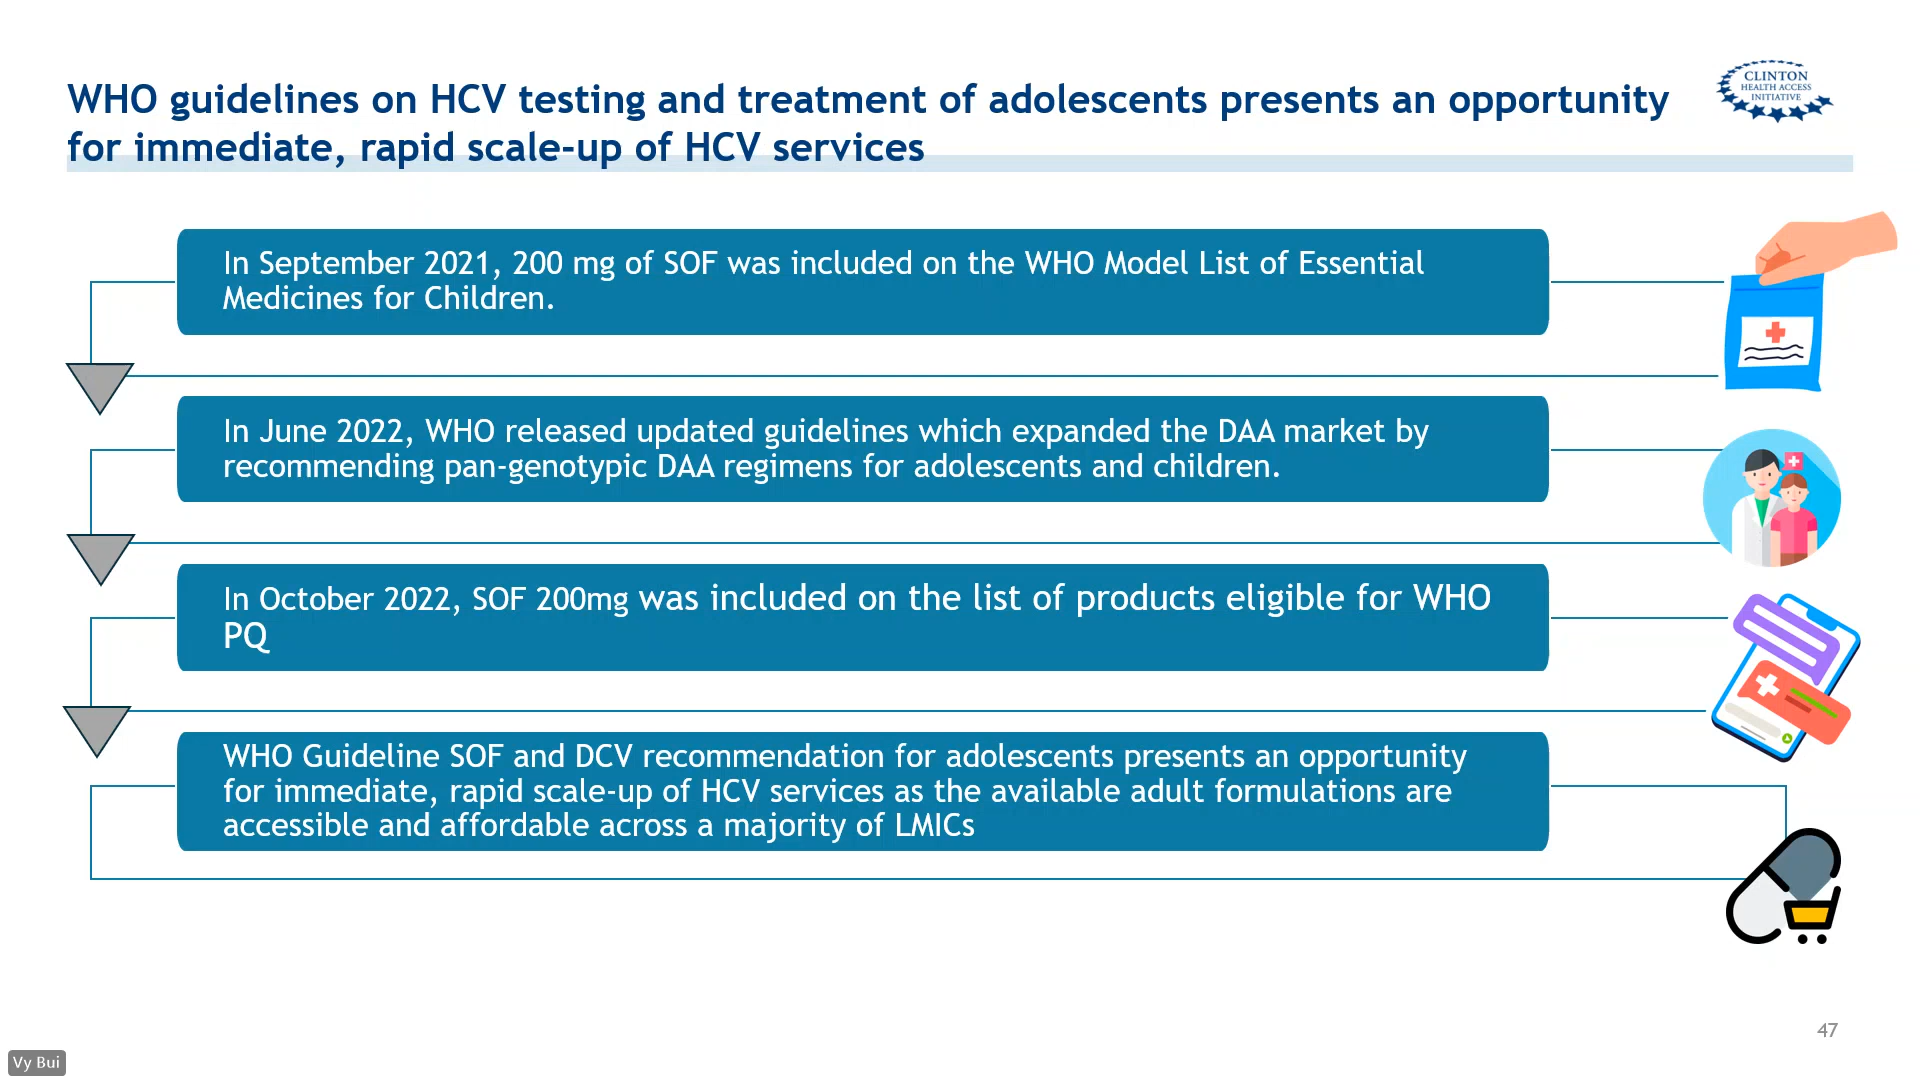 WHO guidelines on HCV testing and treatment of adolescents presents an opportunity
for immediate, rapid scale-up of HCV services
CLINTON
HEALTH ACCESS
INITIATIVE
In September 2021, 200 mg of SOF was included on the WHO Model List of Essential
Medicines for Children.
In June 2022, WHO released updated guidelines which expanded the DAA market by
recommending pan-genotypic DAA regimens for adolescents and children.
In October 2022, SOF 200mg was included on the list of products eligible for WHO
PQ
WHO Guideline SOF and DCV recommendation for adolescents presents an opportunity
for immediate, rapid scale-up of HCV services as the available adult formulations are
accessible and affordable across a majority of LMICs
47
Vy Bui